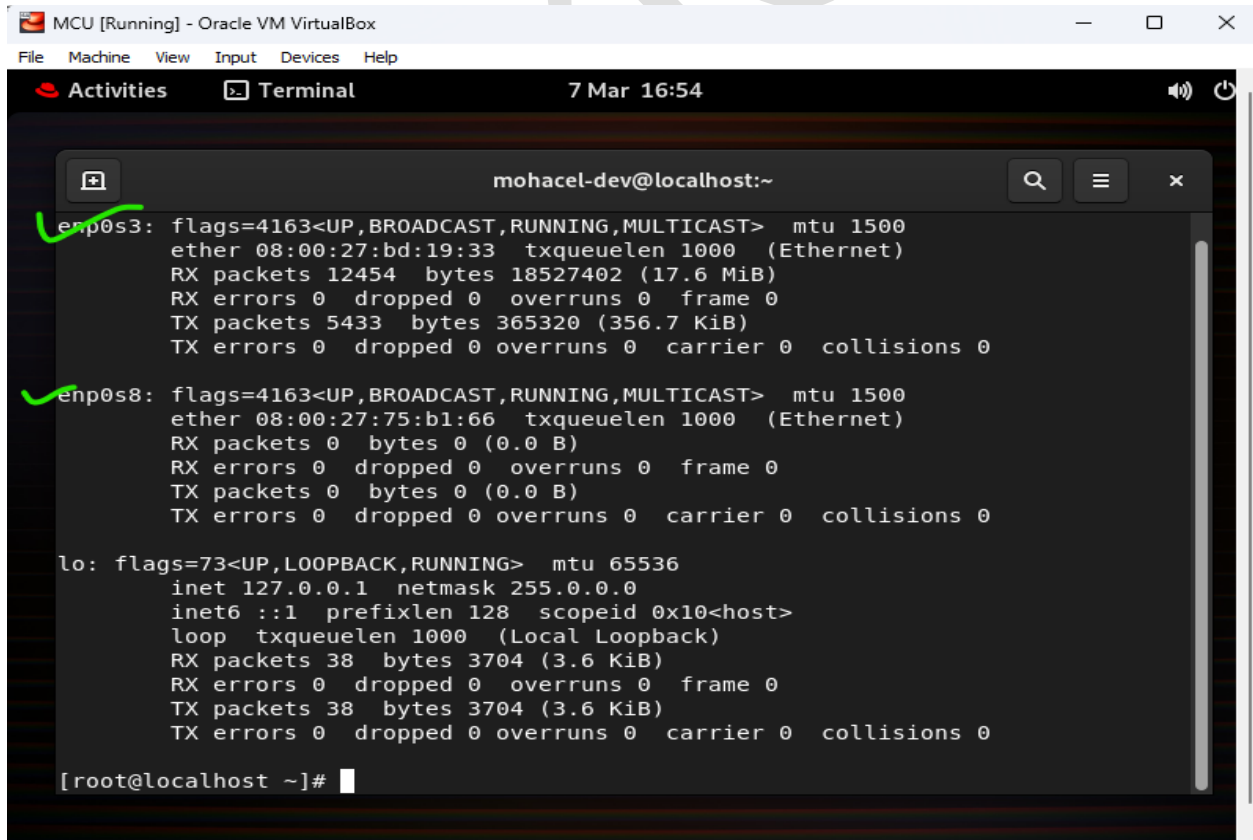 MCU [Running] - Oracle VM VirtualBox
File Machine View Input Devices Help
Activities Terminal 7 Mar 16:54
mohacel-dev@localhost:~
enp0s3: flags=4163<UP,BROADCAST,RUNNING,MULTICAST> mtu 1500
ether 08:00:27:bd:19:33 txqueuelen 1000 (Ethernet)
RX packets 12454 bytes 18527402 (17.6 MiB)
RX errors 0 dropped 0 overruns 0 frame 0
TX packets 5433 bytes 365320 (356.7 KiB)
TX errors 0 dropped 0 overruns 0 carrier 0 collisions 0
enp0s8: flags=4163<UP,BROADCAST,RUNNING,MULTICAST> mtu 1500
ether 08:00:27:75:b1:66 txqueuelen 1000 (Ethernet)
RX packets 0 bytes 0 (0.0 B)
RX errors 0 dropped 0 overruns 0 frame 0
TX packets 0 bytes 0 (0.0 B)
TX errors 0 dropped 0 overruns 0 carrier 0 collisions 0
lo: flags=73<UP,LOOPBACK,RUNNING> mtu 65536
inet 127.0.0.1 netmask 255.0.0.0
inet6 ::1 prefixlen 128 scopeid 0x10<host>
loop txqueuelen 1000 (Local Loopback)
RX packets 38 bytes 3704 (3.6 KiB)
RX errors 0 dropped 0 overruns 0 frame 0
TX packets 38 bytes 3704 (3.6 KiB)
TX errors 0 dropped 0 overruns 0 carrier 0 collisions 0
[root@localhost ~]#